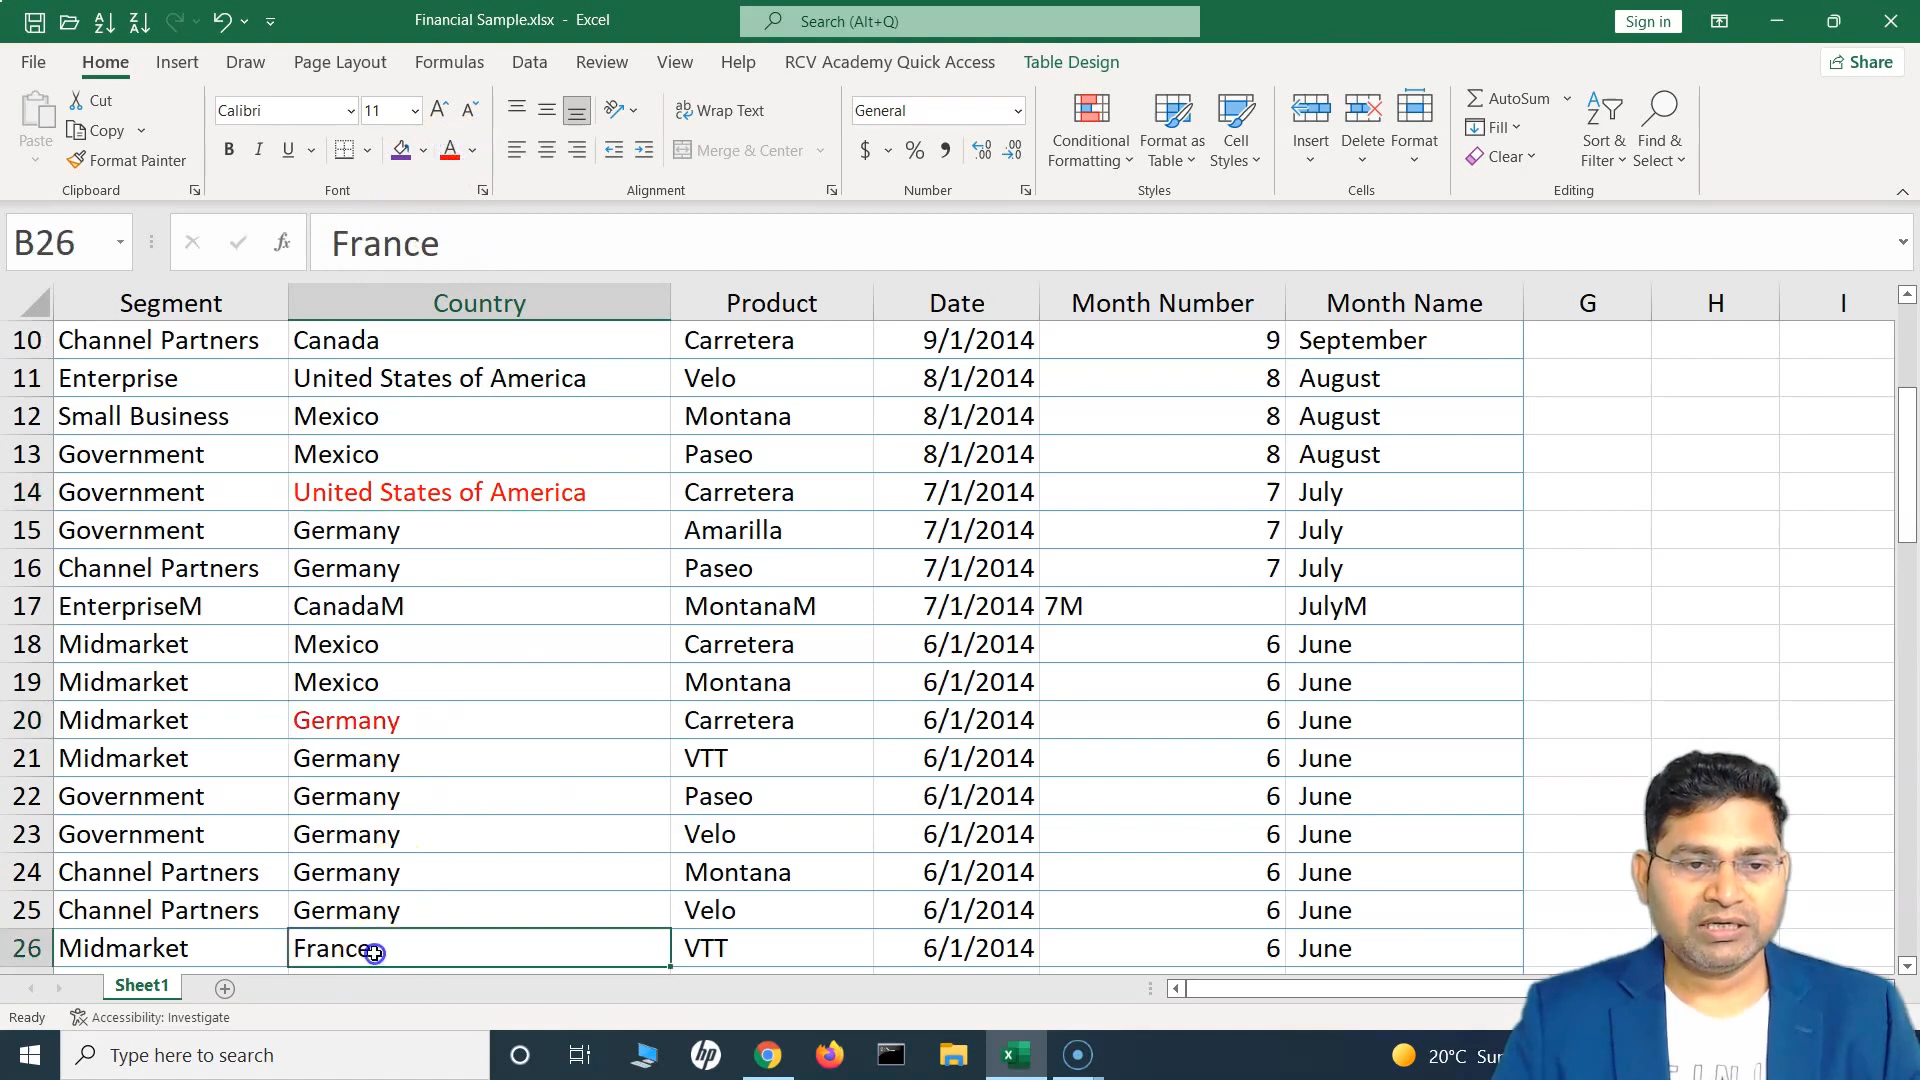 Financial Sample.xlsx - Excel
Search (Alt+Q)
Sign in
File Home Insert Draw Page Layout Formulas Data Review View Help RCV Academy Quick Access Table Design Share
Paste
Cut
Copy
Format Painter
Clipboard
Calibri 11
B I U
A
Font
Wrap Text
Merge & Center
Alignment
General
$ % ,
Number
Conditional Formatting
Format as Table
Cell Styles
Styles
Insert
Delete
Format
Cells
AutoSum
Fill
Clear
Sort & Filter
Find & Select
Editing
B26
fx
France
Segment Country Product Date Month Number Month Name G H I
10 Channel Partners Canada Carretera 9/1/2014 9 September
11 Enterprise United States of America Velo 8/1/2014 8 August
12 Small Business Mexico Montana 8/1/2014 8 August
13 Government Mexico Paseo 8/1/2014 8 August
14 Government United States of America Carretera 7/1/2014 7 July
15 Government Germany Amarilla 7/1/2014 7 July
16 Channel Partners Germany Paseo 7/1/2014 7 July
17 EnterpriseM CanadaM MontanaM 7/1/2014 7M JulyM
18 Midmarket Mexico Carretera 6/1/2014 6 June
19 Midmarket Mexico Montana 6/1/2014 6 June
20 Midmarket Germany Carretera 6/1/2014 6 June
21 Midmarket Germany VTT 6/1/2014 6 June
22 Government Germany Paseo 6/1/2014 6 June
23 Government Germany Velo 6/1/2014 6 June
24 Channel Partners Germany Montana 6/1/2014 6 June
25 Channel Partners Germany Velo 6/1/2014 6 June
26 Midmarket France VTT 6/1/2014 6 June
Sheet1
Ready
Accessibility: Investigate
Type here to search
hp
20°C